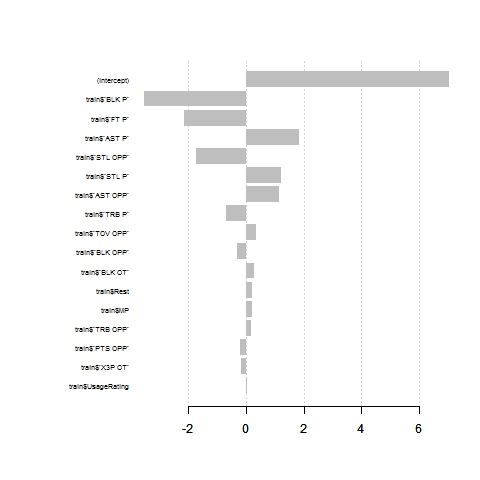 (Intercept)
train$`BLK P`
train$`FT P`
train$`AST P`
train$`STL OPP`
train$`STL P`
train$`AST OPP`
train$`TRB P`
train$`TOV OPP`
train$`BLK OPP`
train$`BLK OT`
train$Rest
train$MP
train$`TRB OPP`
train$`PTS OPP`
train$`X3P OT`
train$UsageRating
-2 0 2 4 6